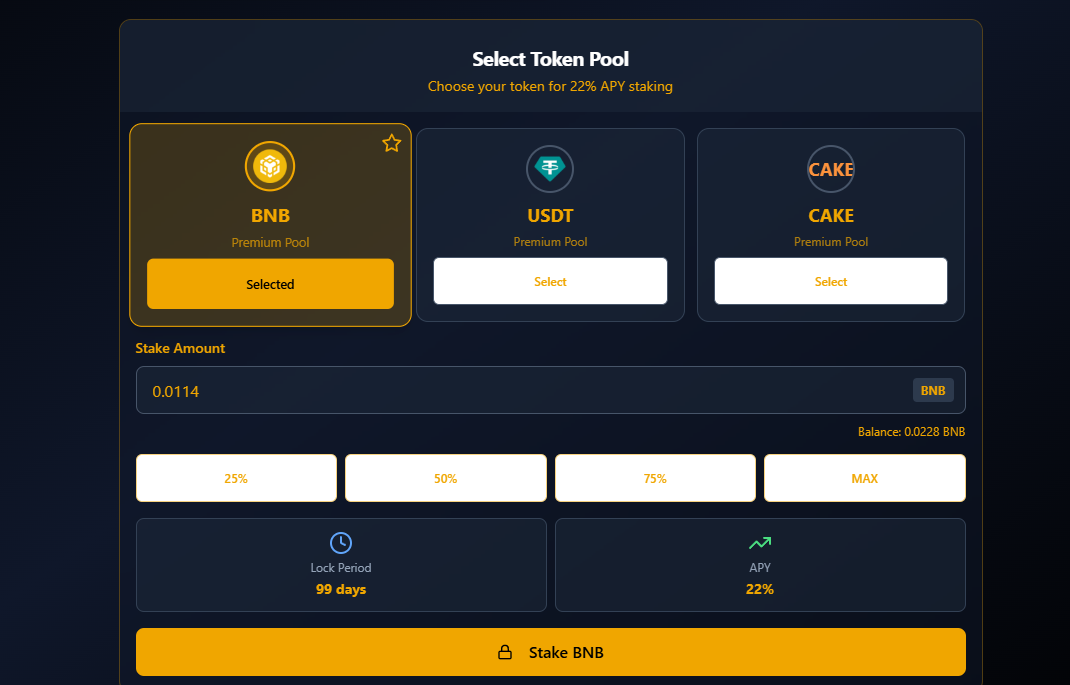 Select Token Pool
Choose your token for 22% APY staking
BNB
Premium Pool
Selected
USDT
Premium Pool
Select
CAKE
CAKE
Premium Pool
Select
Stake Amount
0.0114 BNB
Balance: 0.0228 BNB
25% 50% 75% MAX
Lock Period
99 days
APY
22%
Stake BNB